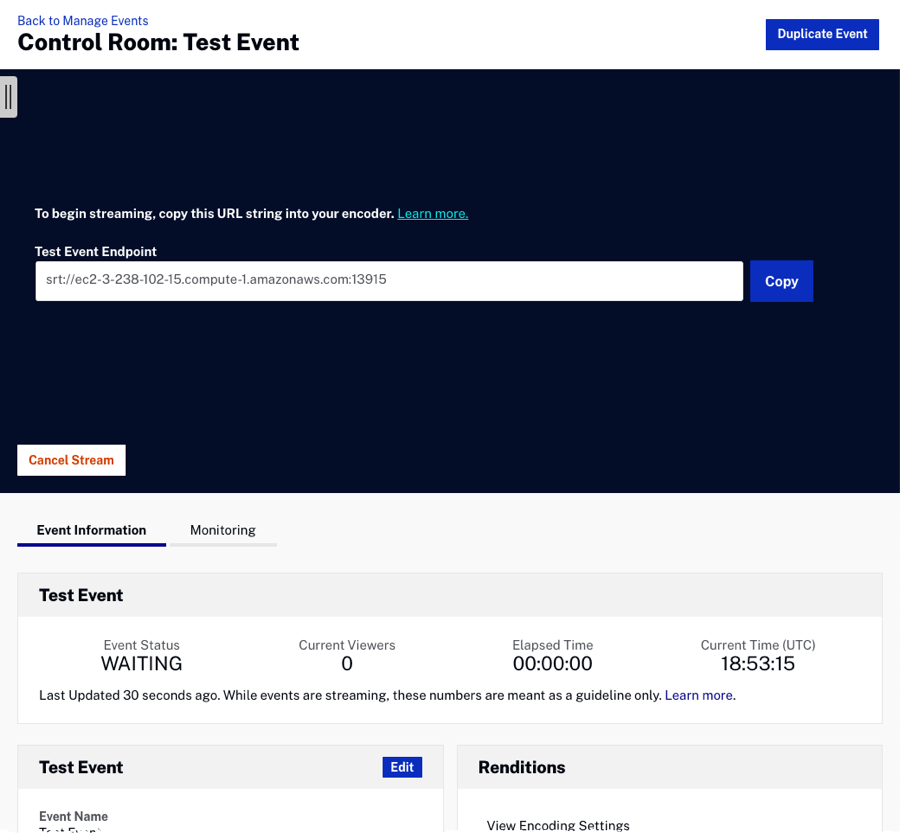 Back to Manage Events
Control Room: Test Event
Duplicate Event
To begin streaming, copy this URL string into your encoder. Learn more.
Test Event Endpoint
srt://ec2-3-238-102-15.compute-1.amazonaws.com:13915
Copy
Cancel Stream
Event Information
Monitoring
Test Event
Event Status
WAITING
Current Viewers
0
Elapsed Time
00:00:00
Current Time (UTC)
18:53:15
Last Updated 30 seconds ago. While events are streaming, these numbers are meant as a guideline only. Learn more.
Test Event
Edit
Event Name
Renditions
View Encoding Settings